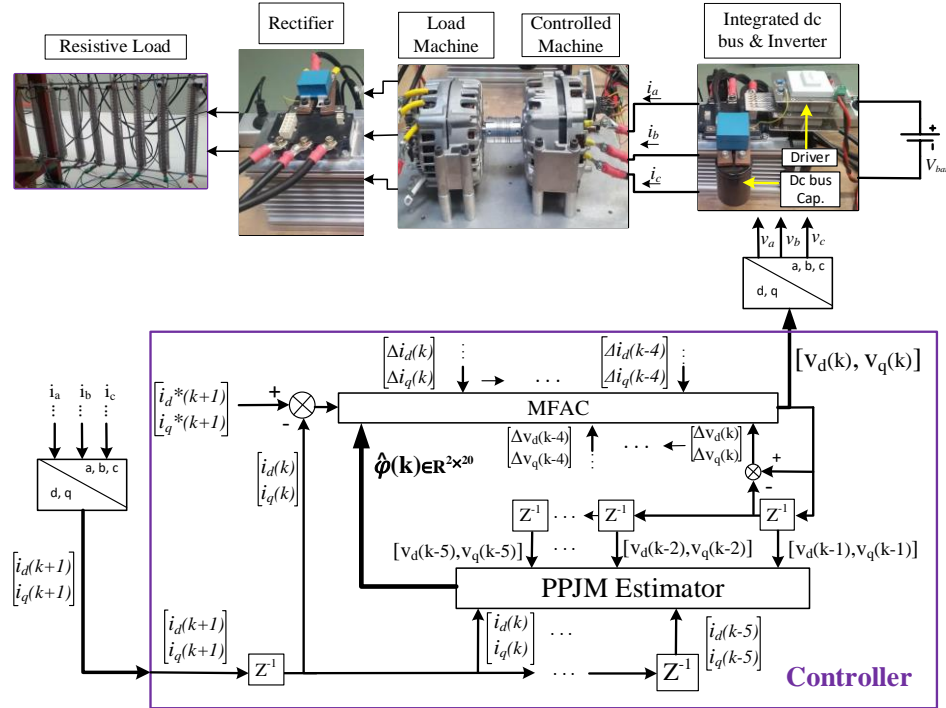 Resistive Load
Rectifier
Load
Machine
Controlled
Machine
Integrated dc
bus & Inverter
i_a
i_b
i_c
Driver
Dc bus
Cap.
v_a v_b v_c
a, b, c
d, q
[v_d(k), v_q(k)]
i_a i_b i_c
a, b, c
d, q
[i_d*(k+1)
i_q*(k+1)]
+
-
[Δi_d(k)
Δi_q(k)]
...
[Δi_d(k-4)
Δi_q(k-4)]
MFAC
[i_d(k)
i_q(k)]
φ̂(k)∈R^2×20
[Δv_d(k-4)
Δv_q(k-4)]
...
[Δv_d(k)
Δv_q(k)]
+
-
Z^-1 ... Z^-1 Z^-1
[v_d(k-5),v_q(k-5)] ... [v_d(k-2),v_q(k-2)] [v_d(k-1),v_q(k-1)]
PPJM Estimator
[i_d(k+1)
i_q(k+1)]
[i_d(k+1)
i_q(k+1)]
Z^-1
[i_d(k)
i_q(k)]
...
...
Z^-1
[i_d(k-5)
i_q(k-5)]
Controller